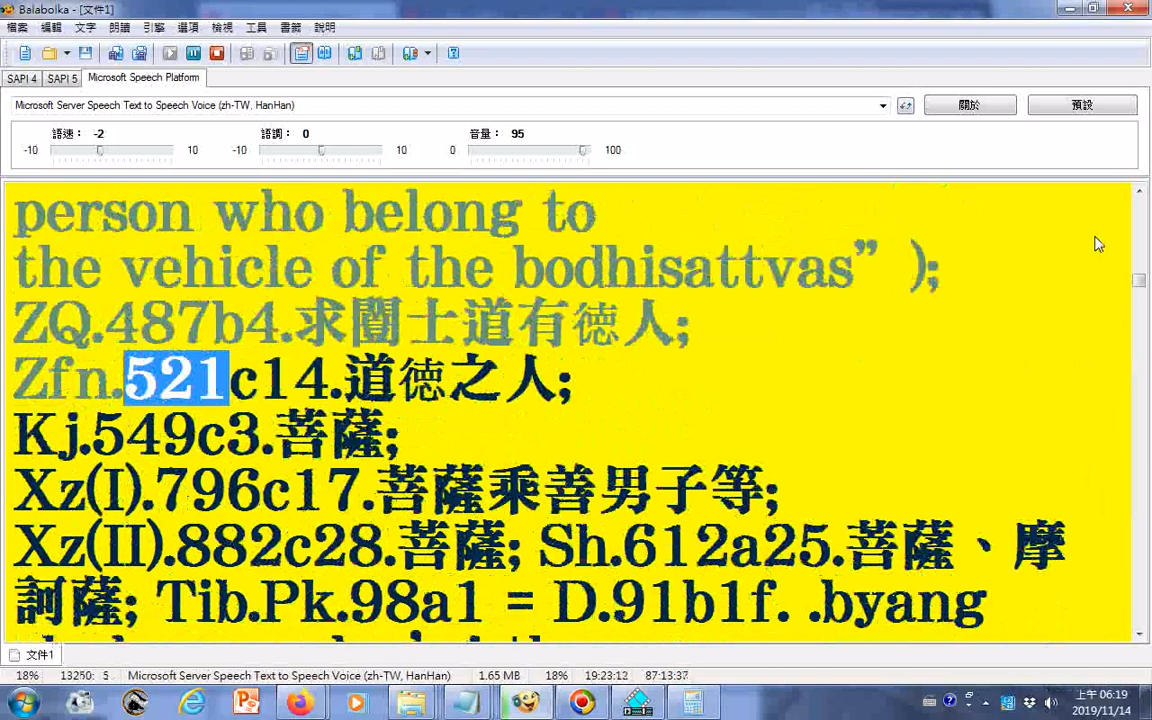 Balabolka - [文件1]
檔案 編輯 文字 朗讀 引擎 選項 檢視 工具 書籤 說明
SAPI 4 SAPI 5 Microsoft Speech Platform
Microsoft Server Speech Text to Speech Voice (zh-TW, HanHan) 關於 預設
語速： -2 語調： 0 音量： 95
-10 10 -10 10 0 100
person who belong to
the vehicle of the bodhisattvas” );
ZQ.487b4.求闓士道有德人;
Zfn.521c14.道徳之人;
Kj.549c3.菩薩;
Xz(I).796c17.菩薩乘善男子等;
Xz(II).882c28.菩薩; Sh.612a25.菩薩、摩
訶薩; Tib.Pk.98a1 = D.91b1f. .byang
文件1
18% 13250: 5 Microsoft Server Speech Text to Speech Voice (zh-TW, HanHan) 1.65 MB 18% 19:23:12 87:13:37
上午 06:19
2019/11/14